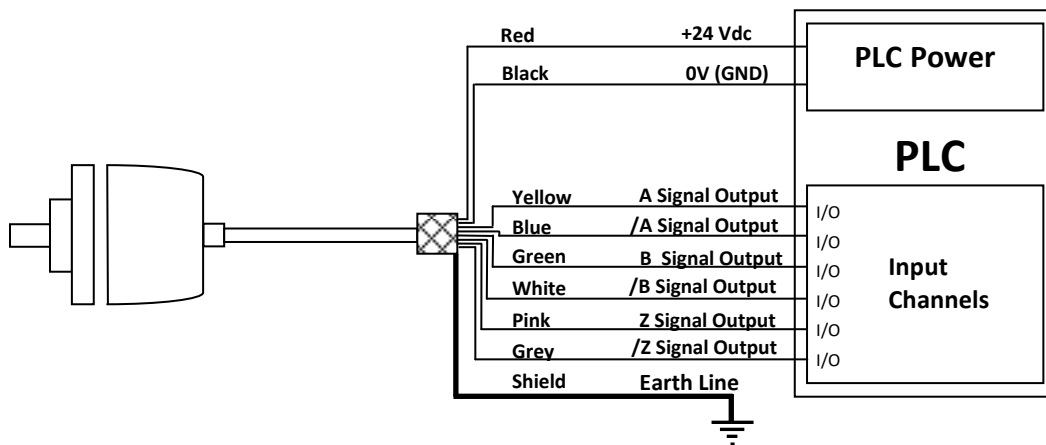 Red +24 Vdc
PLC Power
Black 0V (GND)
PLC
Yellow A Signal Output I/O
Blue /A Signal Output I/O
Green B Signal Output I/O
Input
Channels
White /B Signal Output I/O
Pink Z Signal Output I/O
Grey /Z Signal Output I/O
Shield Earth Line